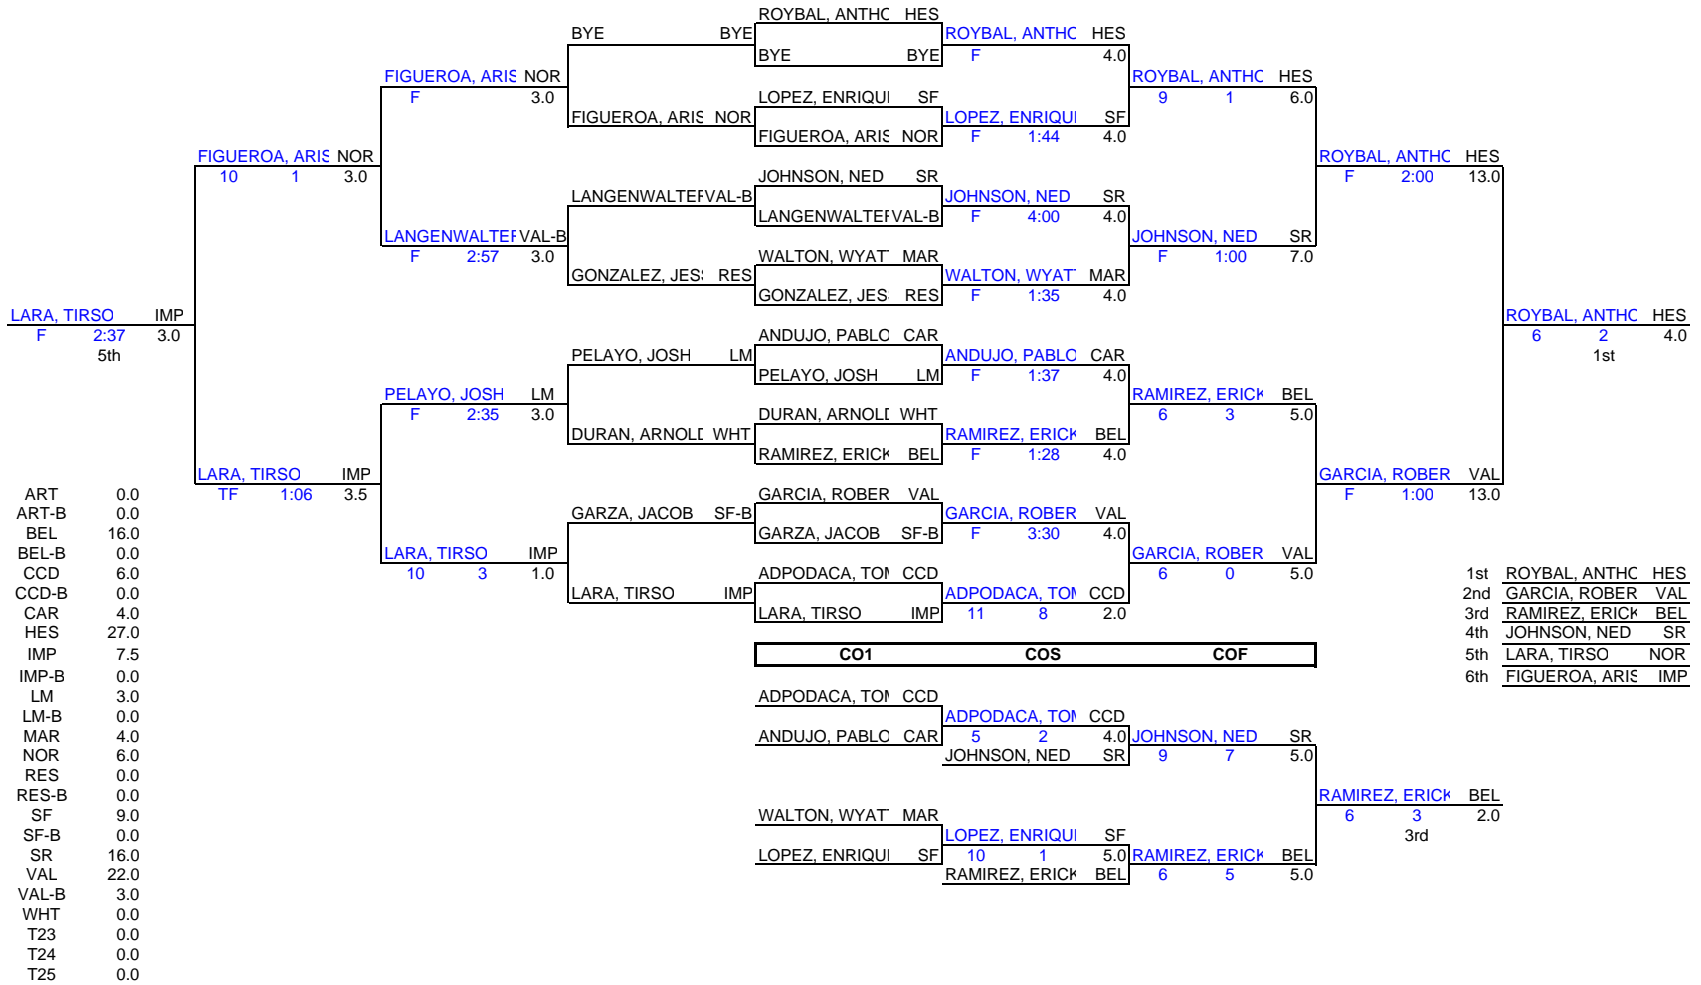 ROYBAL, ANTHC HES
BYE BYE ROYBAL, ANTHC HES
BYE BYE F 4.0
FIGUEROA, ARIS NOR ROYBAL, ANTHC HES
F 3.0 LOPEZ, ENRIQUI SF 9 1 6.0
FIGUEROA, ARIS NOR LOPEZ, ENRIQUI SF
FIGUEROA, ARIS NOR F 1:44 4.0
FIGUEROA, ARIS NOR ROYBAL, ANTHC HES
10 1 3.0 JOHNSON, NED SR F 2:00 13.0
LANGENWALTER VAL-B JOHNSON, NED SR
LANGENWALTER VAL-B F 4:00 4.0
LANGENWALTER VAL-B JOHNSON, NED SR
F 2:57 3.0 WALTON, WYAT MAR F 1:00 7.0
GONZALEZ, JES RES WALTON, WYAT MAR
GONZALEZ, JES RES F 1:35 4.0
LARA, TIRSO IMP ROYBAL, ANTHC HES
F 2:37 3.0 ANDUJO, PABLO CAR 6 2 4.0
5th PELAYO, JOSH LM ANDUJO, PABLO CAR 1st
PELAYO, JOSH LM F 1:37 4.0
PELAYO, JOSH LM RAMIREZ, ERICK BEL
F 2:35 3.0 DURAN, ARNOLD WHT 6 3 5.0
DURAN, ARNOLD WHT RAMIREZ, ERICK BEL
RAMIREZ, ERICK BEL F 1:28 4.0
LARA, TIRSO IMP GARCIA, ROBER VAL
ART 0.0 TF 1:06 3.5 GARCIA, ROBER VAL F 1:00 13.0
ART-B 0.0 GARZA, JACOB SF-B GARCIA, ROBER VAL
BEL 16.0 GARZA, JACOB SF-B F 3:30 4.0
BEL-B 0.0 LARA, TIRSO IMP GARCIA, ROBER VAL
CCD 6.0 10 3 1.0 ADPODACA, TOM CCD 6 0 5.0 1st ROYBAL, ANTHC HES
CCD-B 0.0 LARA, TIRSO IMP ADPODACA, TOM CCD 2nd GARCIA, ROBER VAL
CAR 4.0 LARA, TIRSO IMP 11 8 2.0 3rd RAMIREZ, ERICK BEL
HES 27.0 4th JOHNSON, NED SR
IMP 7.5 CO1 COS COF 5th LARA, TIRSO NOR
IMP-B 0.0 6th FIGUEROA, ARIS IMP
LM 3.0 ADPODACA, TOM CCD
LM-B 0.0 ADPODACA, TOM CCD
MAR 4.0 ANDUJO, PABLO CAR 5 2 4.0 JOHNSON, NED SR
NOR 6.0 JOHNSON, NED SR 9 7 5.0
RES 0.0
RES-B 0.0 RAMIREZ, ERICK BEL
SF 9.0 WALTON, WYAT MAR 6 3 2.0
SF-B 0.0 LOPEZ, ENRIQUI SF 3rd
SR 16.0 LOPEZ, ENRIQUI SF 10 1 5.0 RAMIREZ, ERICK BEL
VAL 22.0 RAMIREZ, ERICK BEL 6 5 5.0
VAL-B 3.0
WHT 0.0
T23 0.0
T24 0.0
T25 0.0